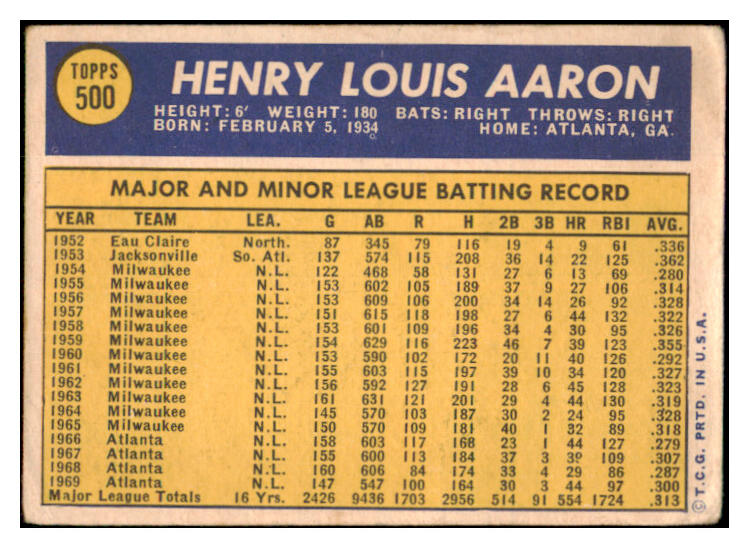 TOPPS
500
HENRY LOUIS AARON
HEIGHT: 6' WEIGHT: 180 BATS: RIGHT THROWS: RIGHT
BORN: FEBRUARY 5, 1934 HOME: ATLANTA, GA.
MAJOR AND MINOR LEAGUE BATTING RECORD
YEAR TEAM LEA. G AB R H 2B 3B HR RBI AVG.
1952 Eau Claire North. 87 345 79 116 19 4 9 61 .336
1953 Jacksonville So. Atl. 137 574 115 208 36 14 22 125 .362
1954 Milwaukee N.L. 122 468 58 131 27 6 13 69 .280
1955 Milwaukee N.L. 153 602 105 189 37 9 27 106 .314
1956 Milwaukee N.L. 153 609 106 200 34 14 26 92 .328
1957 Milwaukee N.L. 151 615 118 198 27 6 44 132 .322
1958 Milwaukee N.L. 153 601 109 196 34 4 30 95 .326
1959 Milwaukee N.L. 154 629 116 223 46 7 39 123 .355
1960 Milwaukee N.L. 153 590 102 172 20 11 40 126 .292
1961 Milwaukee N.L. 155 603 115 197 39 10 34 120 .327
1962 Milwaukee N.L. 156 592 127 191 28 6 45 128 .323
1963 Milwaukee N.L. 161 631 121 201 29 4 44 130 .319
1964 Milwaukee N.L. 145 570 103 187 30 2 24 95 .328
1965 Milwaukee N.L. 150 570 109 181 40 1 32 89 .318
1966 Atlanta N.L. 158 603 117 168 23 1 44 127 .279
1967 Atlanta N.L. 155 600 113 184 37 3 39 109 .307
1968 Atlanta N.L. 160 606 84 174 33 4 29 86 .287
1969 Atlanta N.L. 147 547 100 164 30 3 44 97 .300
Major League Totals 16 Yrs. 2426 9436 1703 2956 514 91 554 1724 .313
© T.C.G. PRTD. IN U.S.A.